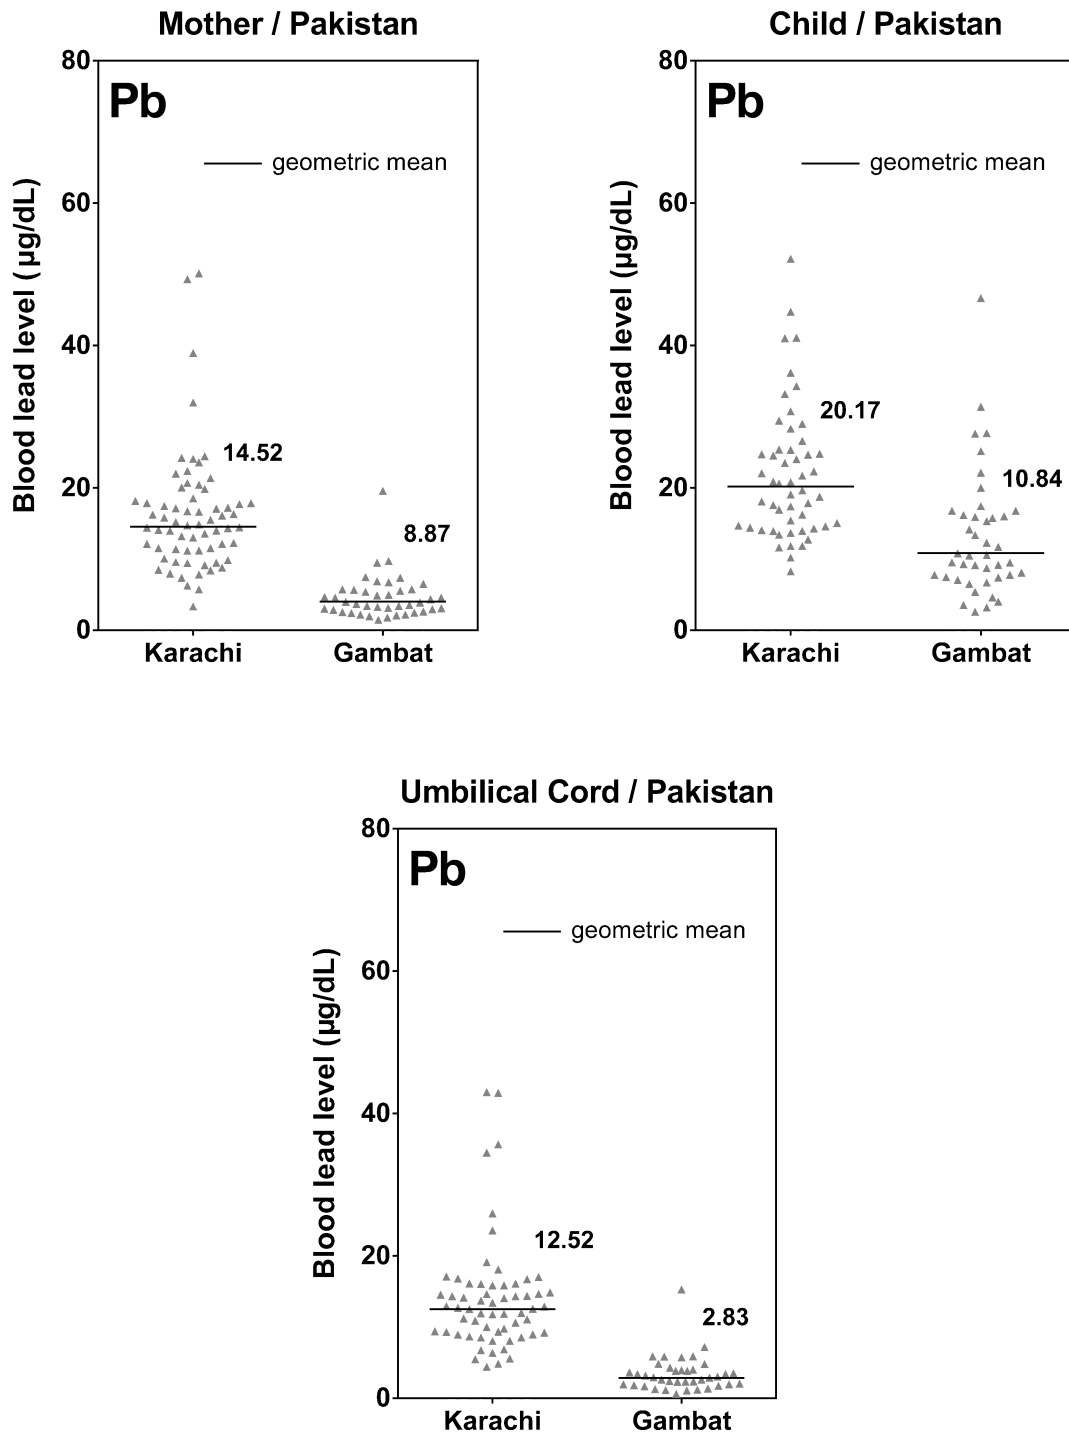 Mother / Pakistan
80
Pb
geometric mean
60
40
20
0
Blood lead level ( µg/dL)
14.52
8.87
Karachi
Gambat
Child / Pakistan
80
Pb
geometric mean
60
40
20
0
Blood lead level (µg/dL)
20.17
10.84
Karachi
Gambat
Umbilical Cord / Pakistan
80
Pb
geometric mean
60
40
20
0
Blood lead level (µg/dL)
12.52
2.83
Karachi
Gambat